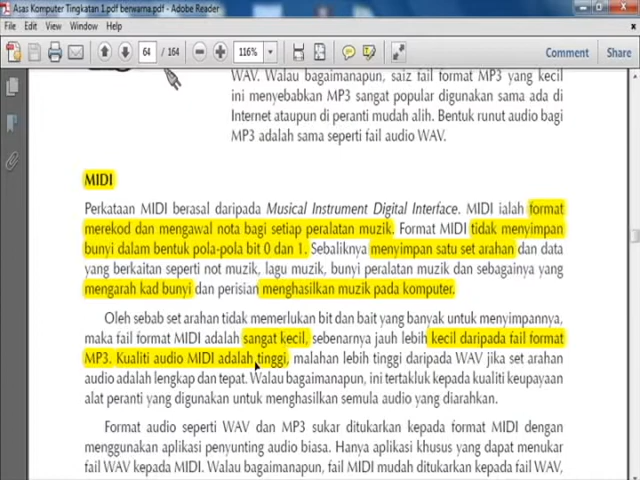 Asas Komputer Tingkatan 1.pdf berwarna.pdf - Adobe Reader
File Edit View Window Help
64 / 164 116% Comment Share
WAV. Walau bagaimanapun, saiz fail format MP3 yang kecil
ini menyebabkan MP3 sangat popular digunakan sama ada di
Internet ataupun di peranti mudah alih. Bentuk runut audio bagi
MP3 adalah sama seperti fail audio WAV.
MIDI
Perkataan MIDI berasal daripada Musical Instrument Digital Interface. MIDI ialah format
merekod dan mengawal nota bagi setiap peralatan muzik. Format MIDI tidak menyimpan
bunyi dalam bentuk pola-pola bit 0 dan 1. Sebaliknya menyimpan satu set arahan dan data
yang berkaitan seperti not muzik, lagu muzik, bunyi peralatan muzik dan sebagainya yang
mengarah kad bunyi dan perisian menghasilkan muzik pada komputer.
Oleh sebab set arahan tidak memerlukan bit dan bait yang banyak untuk menyimpannya,
maka fail format MIDI adalah sangat kecil, sebenarnya jauh lebih kecil daripada fail format
MP3. Kualiti audio MIDI adalah tinggi, malahan lebih tinggi daripada WAV jika set arahan
audio adalah lengkap dan tepat. Walau bagaimanapun, ini tertakluk kepada kualiti keupayaan
alat peranti yang digunakan untuk menghasilkan semula audio yang diarahkan.
Format audio seperti WAV dan MP3 sukar ditukarkan kepada format MIDI dengan
menggunakan aplikasi penyunting audio biasa. Hanya aplikasi khusus yang dapat menukar
fail WAV kepada MIDI. Walau bagaimanapun, fail MIDI mudah ditukarkan kepada fail WAV,